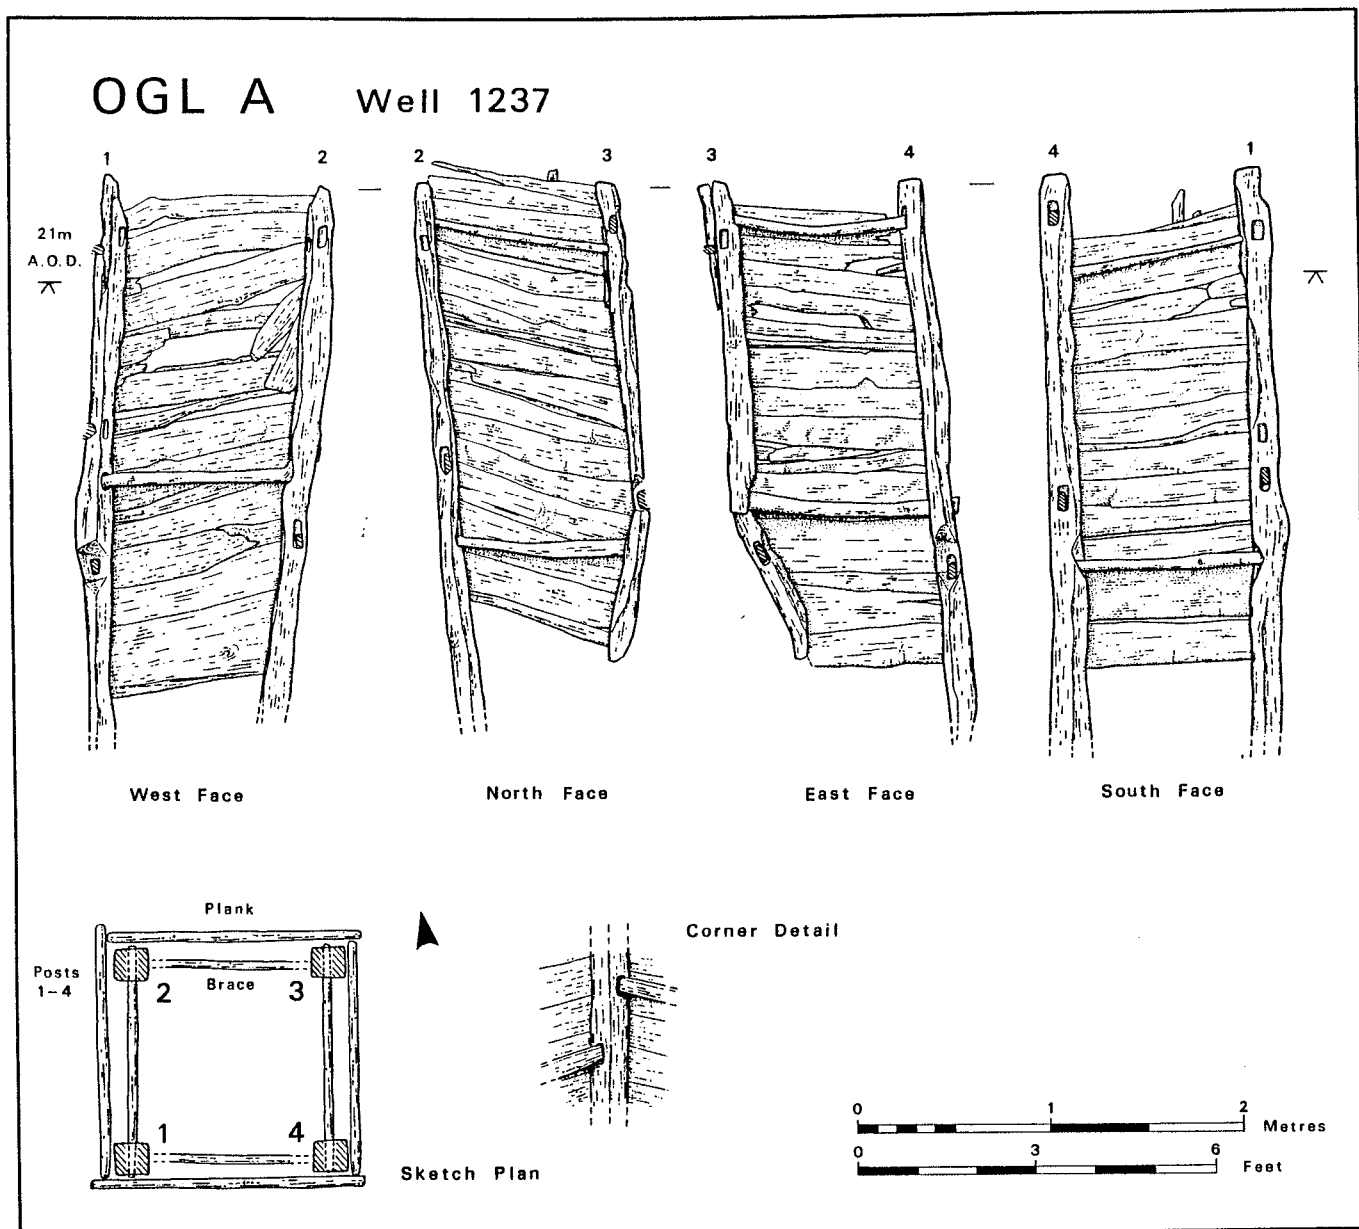 OGL A Well 1237
1 2 2 3 3 4 4 1
21m
A.O.D.
West Face North Face East Face South Face
Plank
Posts
1-4
2 Brace 3
1 4
Sketch Plan
Corner Detail
0 1 2 Metres
0 3 6 Feet